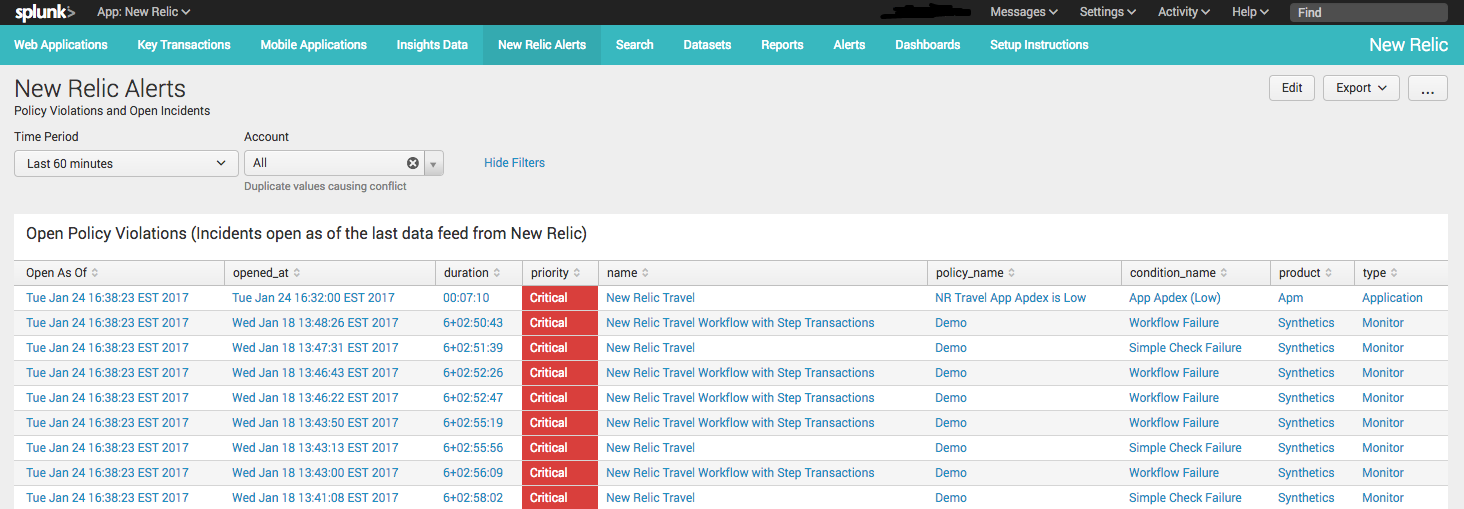 splunk> App: New Relic Messages Settings Activity Help Find
Web Applications Key Transactions Mobile Applications Insights Data New Relic Alerts Search Datasets Reports Alerts Dashboards Setup Instructions New Relic
New Relic Alerts Edit Export ...
Policy Violations and Open Incidents
Time Period Account
Last 60 minutes All Hide Filters
Duplicate values causing conflict
Open Policy Violations (Incidents open as of the last data feed from New Relic)
Open As Of opened_at duration priority name policy_name condition_name product type
Tue Jan 24 16:38:23 EST 2017 Tue Jan 24 16:32:00 EST 2017 00:07:10 Critical New Relic Travel NR Travel App Apdex is Low App Apdex (Low) Apm Application
Tue Jan 24 16:38:23 EST 2017 Wed Jan 18 13:48:26 EST 2017 6+02:50:43 Critical New Relic Travel Workflow with Step Transactions Demo Workflow Failure Synthetics Monitor
Tue Jan 24 16:38:23 EST 2017 Wed Jan 18 13:47:31 EST 2017 6+02:51:39 Critical New Relic Travel Demo Simple Check Failure Synthetics Monitor
Tue Jan 24 16:38:23 EST 2017 Wed Jan 18 13:46:43 EST 2017 6+02:52:26 Critical New Relic Travel Workflow with Step Transactions Demo Workflow Failure Synthetics Monitor
Tue Jan 24 16:38:23 EST 2017 Wed Jan 18 13:46:22 EST 2017 6+02:52:47 Critical New Relic Travel Workflow with Step Transactions Demo Workflow Failure Synthetics Monitor
Tue Jan 24 16:38:23 EST 2017 Wed Jan 18 13:43:50 EST 2017 6+02:55:19 Critical New Relic Travel Workflow with Step Transactions Demo Workflow Failure Synthetics Monitor
Tue Jan 24 16:38:23 EST 2017 Wed Jan 18 13:43:13 EST 2017 6+02:55:56 Critical New Relic Travel Demo Simple Check Failure Synthetics Monitor
Tue Jan 24 16:38:23 EST 2017 Wed Jan 18 13:43:00 EST 2017 6+02:56:09 Critical New Relic Travel Workflow with Step Transactions Demo Workflow Failure Synthetics Monitor
Tue Jan 24 16:38:23 EST 2017 Wed Jan 18 13:41:08 EST 2017 6+02:58:02 Critical New Relic Travel Demo Simple Check Failure Synthetics Monitor